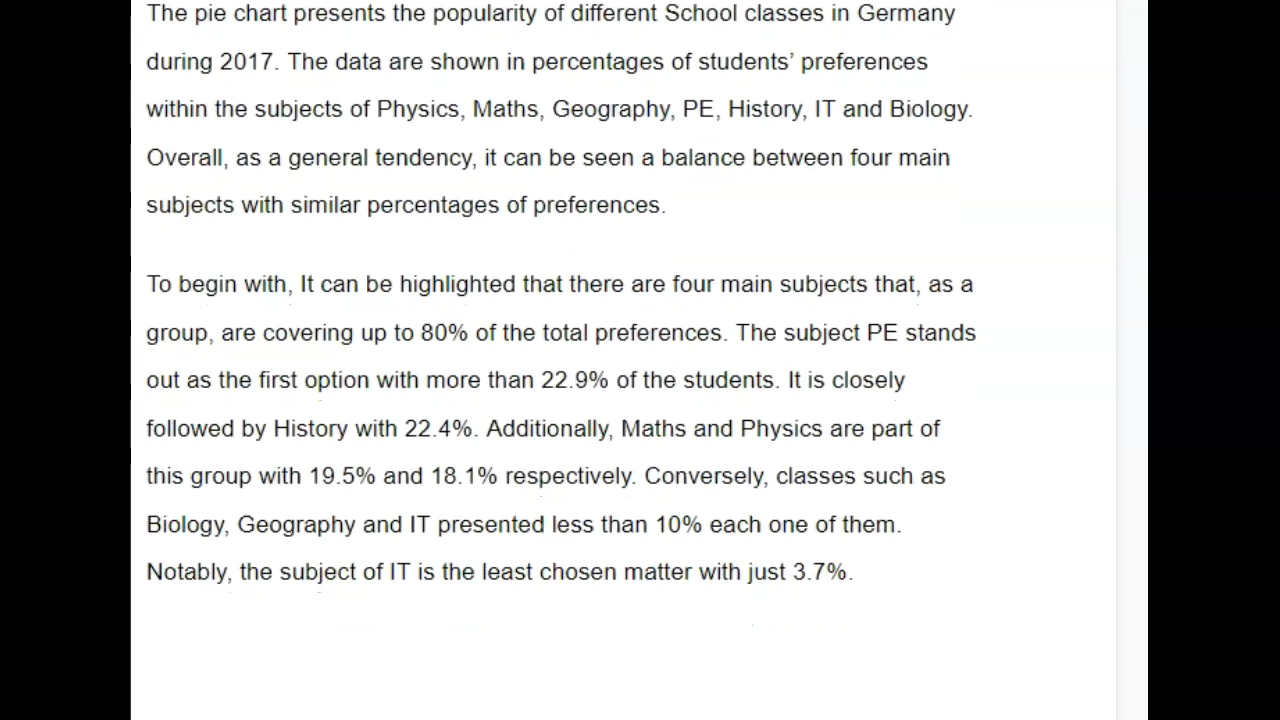 The pie chart presents the popularity of different School classes in Germany
during 2017. The data are shown in percentages of students’ preferences
within the subjects of Physics, Maths, Geography, PE, History, IT and Biology.
Overall, as a general tendency, it can be seen a balance between four main
subjects with similar percentages of preferences.
To begin with, It can be highlighted that there are four main subjects that, as a
group, are covering up to 80% of the total preferences. The subject PE stands
out as the first option with more than 22.9% of the students. It is closely
followed by History with 22.4%. Additionally, Maths and Physics are part of
this group with 19.5% and 18.1% respectively. Conversely, classes such as
Biology, Geography and IT presented less than 10% each one of them.
Notably, the subject of IT is the least chosen matter with just 3.7%.